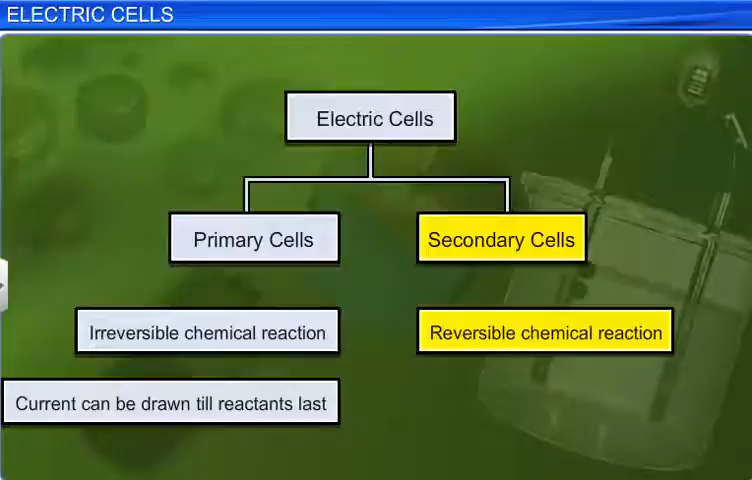 ELECTRIC CELLS
Electric Cells
Primary Cells
Secondary Cells
Irreversible chemical reaction
Reversible chemical reaction
Current can be drawn till reactants last